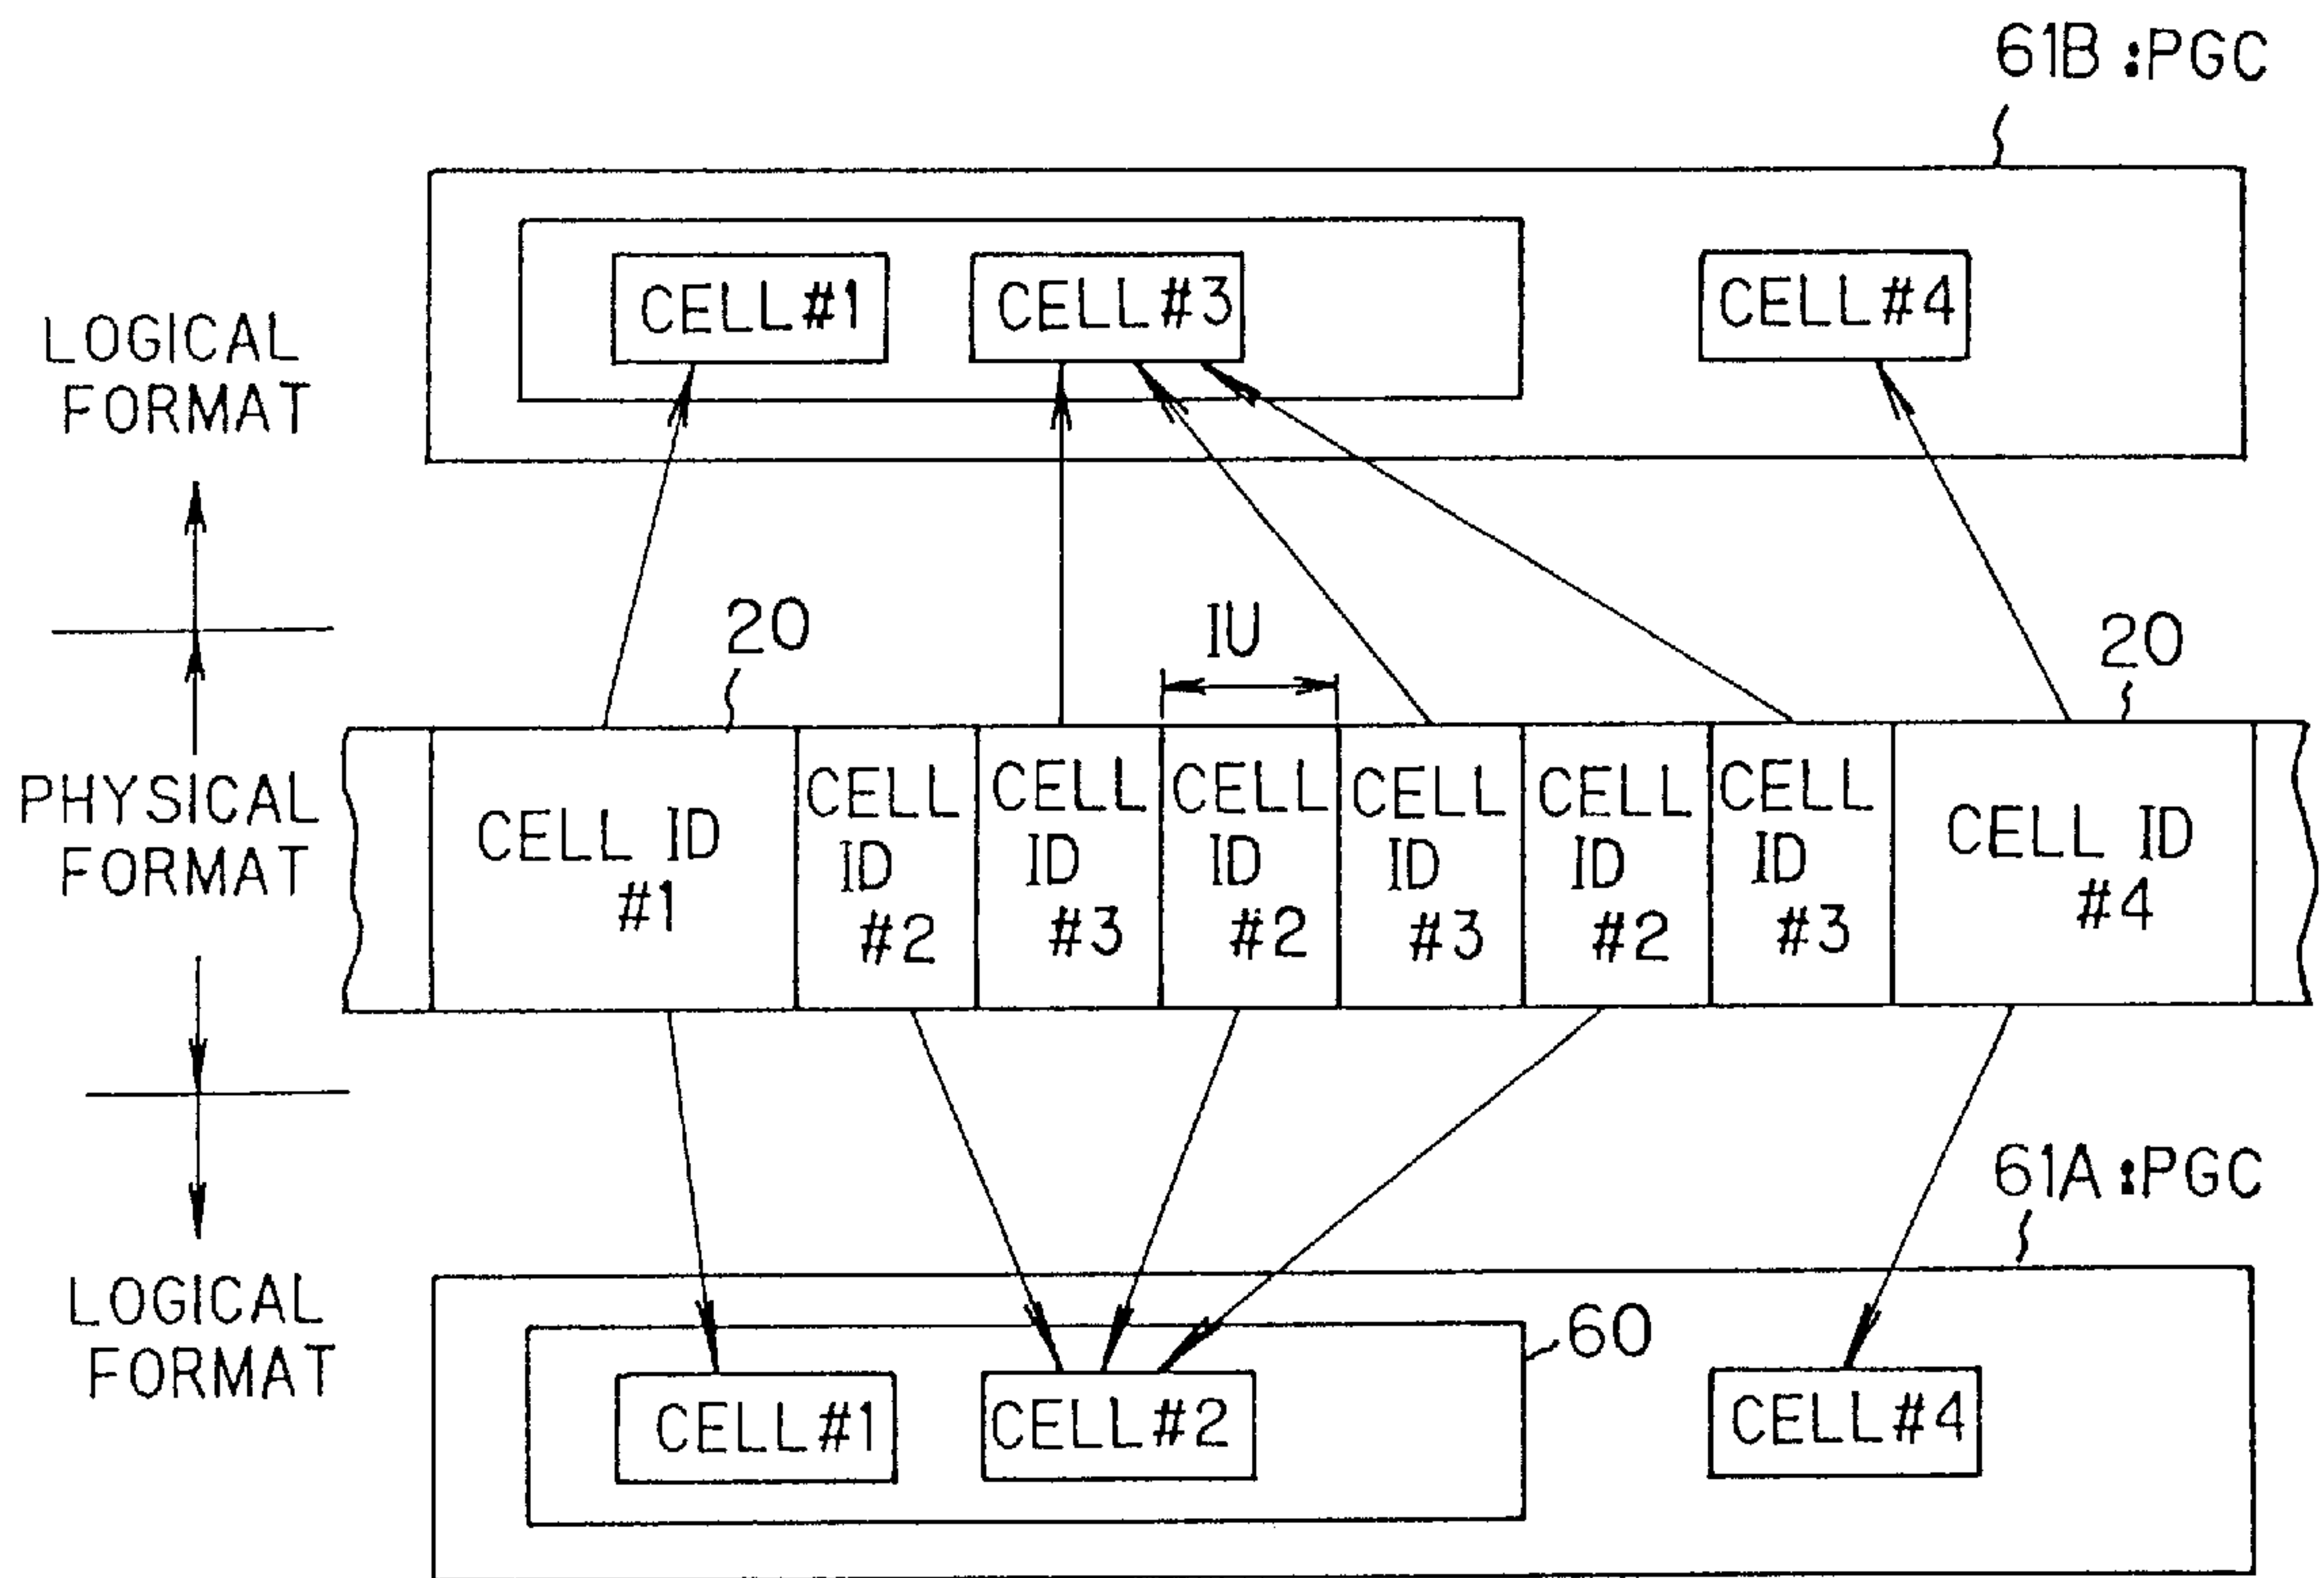 61B :PGC
CELL#1
CELL#3
CELL#4
LOGICAL
FORMAT
20
IU
20
PHYSICAL
FORMAT
CELL ID
#1
CELL
ID
#2
CELL
ID
#3
CELL
ID
#2
CELL
ID
#3
CELL
ID
#2
CELL
ID
#3
CELL ID
#4
61A :PGC
LOGICAL
FORMAT
60
CELL#1
CELL#2
CELL#4